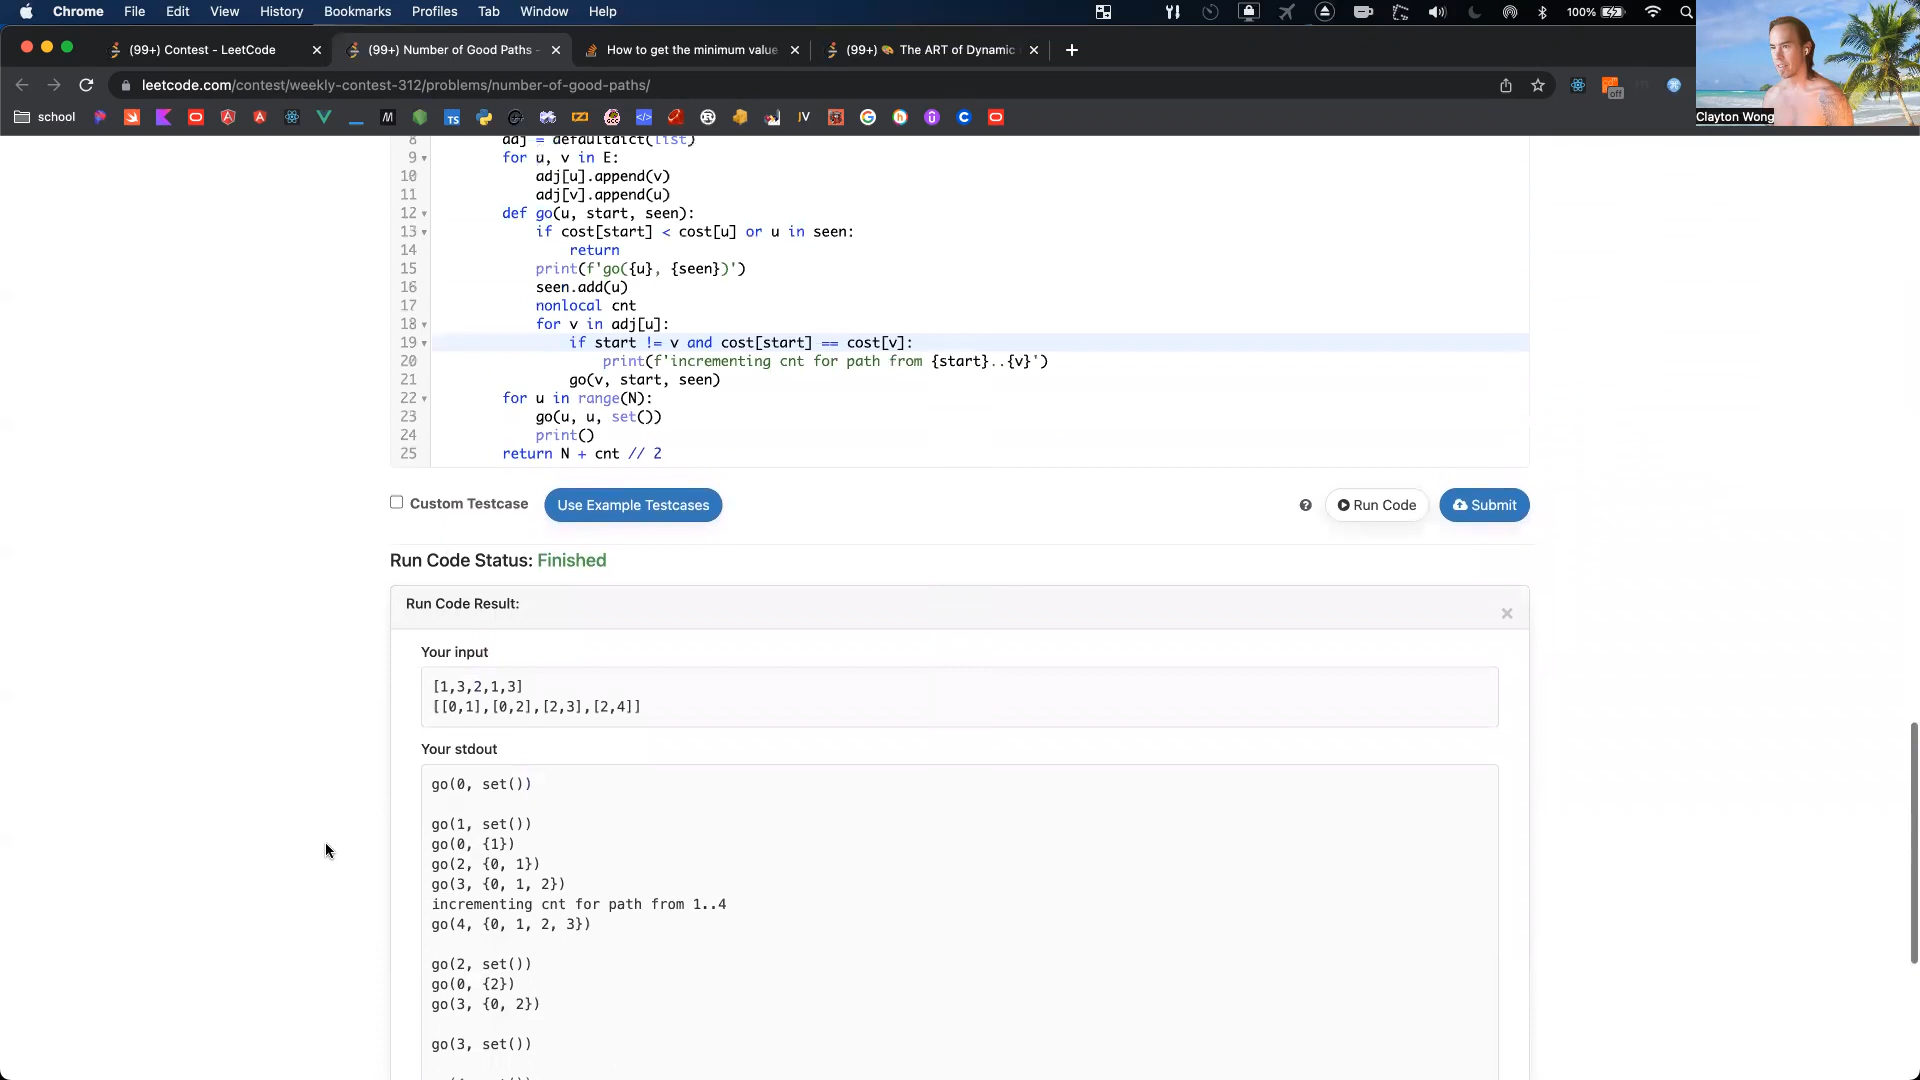 Chrome File Edit View History Bookmarks Profiles Tab Window Help 100%
(99+) Contest - LeetCode (99+) Number of Good Paths - How to get the minimum value (99+) The ART of Dynamic
leetcode.com/contest/weekly-contest-312/problems/number-of-good-paths/
off
school M TS JV
Clayton Wong
8 adj = defaultdict(list)
9 for u, v in E:
10 adj[u].append(v)
11 adj[v].append(u)
12 def go(u, start, seen):
13 if cost[start] < cost[u] or u in seen:
14 return
15 print(f'go({u}, {seen})')
16 seen.add(u)
17 nonlocal cnt
18 for v in adj[u]:
19 if start != v and cost[start] == cost[v]:
20 print(f'incrementing cnt for path from {start}..{v}')
21 go(v, start, seen)
22 for u in range(N):
23 go(u, u, set())
24 print()
25 return N + cnt // 2
Custom Testcase Use Example Testcases ? Run Code Submit
Run Code Status: Finished
Run Code Result:
Your input
[1,3,2,1,3]
[[0,1],[0,2],[2,3],[2,4]]
Your stdout
go(0, set())
go(1, set())
go(0, {1})
go(2, {0, 1})
go(3, {0, 1, 2})
incrementing cnt for path from 1..4
go(4, {0, 1, 2, 3})
go(2, set())
go(0, {2})
go(3, {0, 2})
go(3, set())